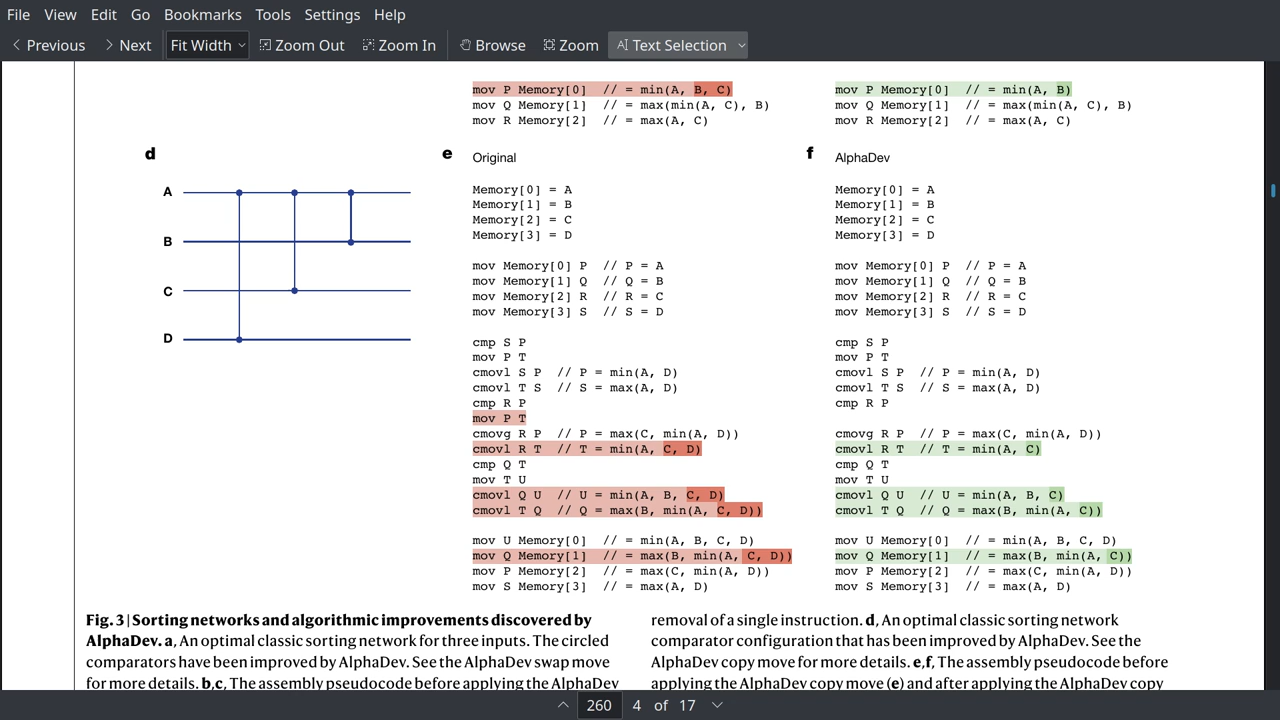 File View Edit Go Bookmarks Tools Settings Help
Previous Next Fit Width Zoom Out Zoom In Browse Zoom Text Selection
mov P Memory[0] // = min(A, B, C)
mov Q Memory[1] // = max(min(A, C), B)
mov R Memory[2] // = max(A, C)
mov P Memory[0] // = min(A, B)
mov Q Memory[1] // = max(min(A, C), B)
mov R Memory[2] // = max(A, C)
d
A
B
C
D
e Original
Memory[0] = A
Memory[1] = B
Memory[2] = C
Memory[3] = D
mov Memory[0] P // P = A
mov Memory[1] Q // Q = B
mov Memory[2] R // R = C
mov Memory[3] S // S = D
cmp S P
mov P T
cmovl S P // P = min(A, D)
cmovl T S // S = max(A, D)
cmp R P
mov P T
cmovg R P // P = max(C, min(A, D))
cmovl R T // T = min(A, C, D)
cmp Q T
mov T U
cmovl Q U // U = min(A, B, C, D)
cmovl T Q // Q = max(B, min(A, C, D))
mov U Memory[0] // = min(A, B, C, D)
mov Q Memory[1] // = max(B, min(A, C, D))
mov P Memory[2] // = max(C, min(A, D))
mov S Memory[3] // = max(A, D)
f AlphaDev
Memory[0] = A
Memory[1] = B
Memory[2] = C
Memory[3] = D
mov Memory[0] P // P = A
mov Memory[1] Q // Q = B
mov Memory[2] R // R = C
mov Memory[3] S // S = D
cmp S P
mov P T
cmovl S P // P = min(A, D)
cmovl T S // S = max(A, D)
cmp R P
cmovg R P // P = max(C, min(A, D))
cmovl R T // T = min(A, C)
cmp Q T
mov T U
cmovl Q U // U = min(A, B, C)
cmovl T Q // Q = max(B, min(A, C))
mov U Memory[0] // = min(A, B, C, D)
mov Q Memory[1] // = max(B, min(A, C))
mov P Memory[2] // = max(C, min(A, D))
mov S Memory[3] // = max(A, D)
Fig. 3 | Sorting networks and algorithmic improvements discovered by
AlphaDev. a, An optimal classic sorting network for three inputs. The circled
comparators have been improved by AlphaDev. See the AlphaDev swap move
for more details. b,c, The assembly pseudocode before applying the AlphaDev
removal of a single instruction. d, An optimal classic sorting network
comparator configuration that has been improved by AlphaDev. See the
AlphaDev copy move for more details. e,f, The assembly pseudocode before
applying the AlphaDev copy move (e) and after applying the AlphaDev copy
260 4 of 17